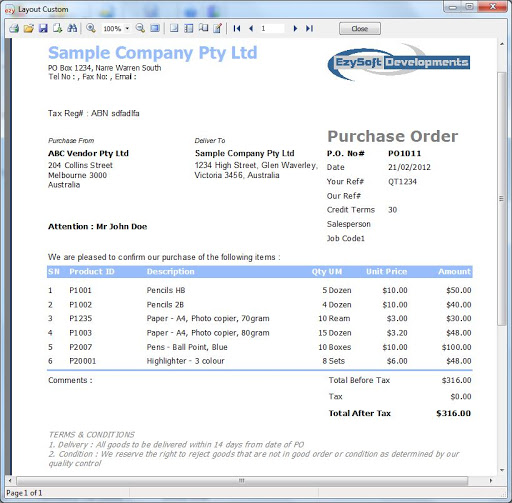 Layout Custom
100%
1
Close
Sample Company Pty Ltd
PO Box 1234, Narre Warren South
Tel No : , Fax No: , Email :
EzySoft Developments
Tax Reg# : ABN sdfadlfa
Purchase From
Deliver To
Purchase Order
ABC Vendor Pty Ltd
204 Collins Street
Melbourne 3000
Australia
Sample Company Pty Ltd
1234 High Street, Glen Waverley,
Victoria 3456, Australia
P.O. No# PO1011
Date 21/02/2012
Your Ref# QT1234
Our Ref#
Credit Terms 30
Salesperson
Job Code1
Attention : Mr John Doe
We are pleased to confirm our purchase of the following items :
SN Product ID Description Qty UM Unit Price Amount
1 P1001 Pencils HB 5 Dozen $10.00 $50.00
2 P1002 Pencils 2B 4 Dozen $10.00 $40.00
3 P1235 Paper - A4, Photo copier, 70gram 10 Ream $3.00 $30.00
4 P1003 Paper - A4, Photo copier, 80gram 15 Dozen $3.20 $48.00
5 P2007 Pens - Ball Point, Blue 10 Boxes $10.00 $100.00
6 P20001 Highlighter - 3 colour 8 Sets $6.00 $48.00
Comments :
Total Before Tax $316.00
Tax $0.00
Total After Tax $316.00
TERMS & CONDITIONS
1. Delivery : All goods to be delivered within 14 days from date of PO
2. Condition : We reserve the right to reject goods that are not in good order or condition as determined by our
quality control
Page1 of 1